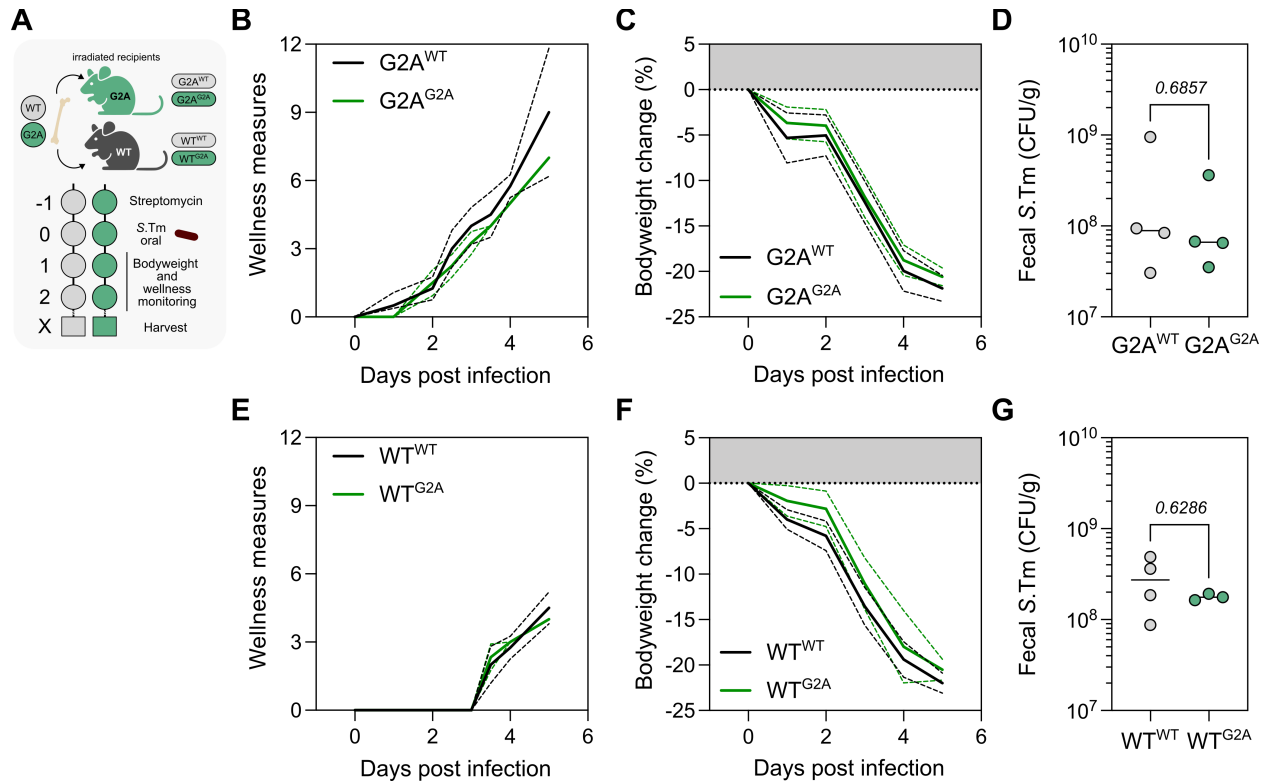 A
irradiated recipients
WT
G2A
G2A
G2A^WT
G2A^G2A
WT
WT^WT
WT^G2A
-1
Streptomycin
0
S.Tm
oral
1
Bodyweight
and
wellness
monitoring
2
X
Harvest
B
Wellness measures
12
9
6
3
0
G2A^WT
G2A^G2A
0 2 4 6
Days post infection
C
Bodyweight change (%)
5
0
-5
-10
-15
-20
-25
G2A^WT
G2A^G2A
0 2 4 6
Days post infection
D
Fecal S.Tm (CFU/g)
10^10
10^9
10^8
10^7
0.6857
G2A^WT G2A^G2A
E
Wellness measures
12
9
6
3
0
WT^WT
WT^G2A
0 2 4 6
Days post infection
F
Bodyweight change (%)
5
0
-5
-10
-15
-20
-25
WT^WT
WT^G2A
0 2 4 6
Days post infection
G
Fecal S.Tm (CFU/g)
10^10
10^9
10^8
10^7
0.6286
WT^WT WT^G2A